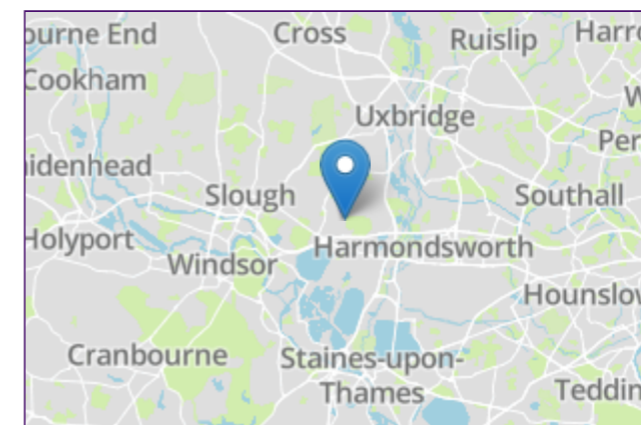 ourne End
Cross
Ruislip
Harro
Cookham
Uxbridge
W
Per
idenhead
Slough
Southall
Holyport
Harmondsworth
Windsor
Hounslow
Cranbourne
Staines-upon-
Thames
Teddin